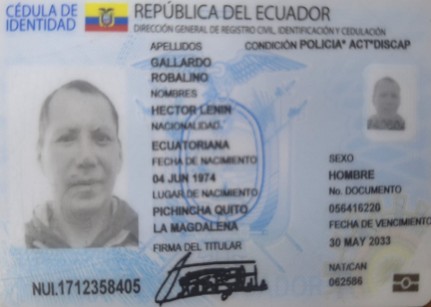 CÉDULA DE
IDENTIDAD
REPÚBLICA DEL ECUADOR
DIRECCIÓN GENERAL DE REGISTRO CIVIL, IDENTIFICACIÓN Y CEDULACIÓN
APELLIDOS
CONDICIÓN POLICIA* ACT*DISCAP
GALLARDO
ROBALINO
NOMBRES
HECTOR LENIN
NACIONALIDAD
ECUATORIANA
FECHA DE NACIMIENTO
04 JUN 1974
LUGAR DE NACIMIENTO
PICHINCHA QUITO
LA MAGDALENA
FIRMA DEL TITULAR
SEXO
HOMBRE
No. DOCUMENTO
056416220
FECHA DE VENCIMIENTO
30 MAY 2033
NAT/CAN
062586
NUI.1712358405